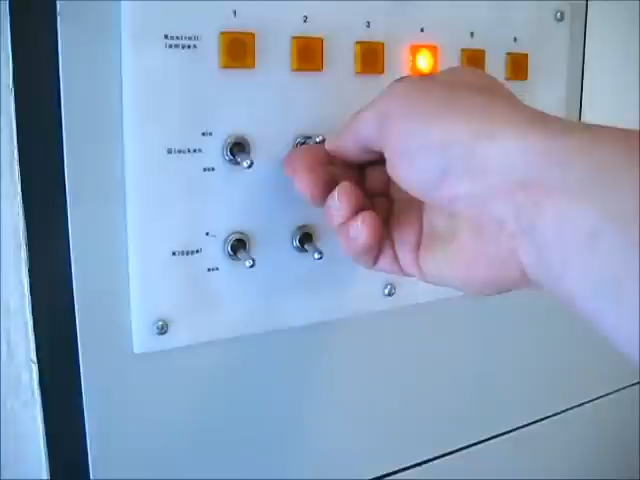 1 2 3 4 5 6
Kontroll-
lampen
ein
Glocken
aus
Klöppel
aus